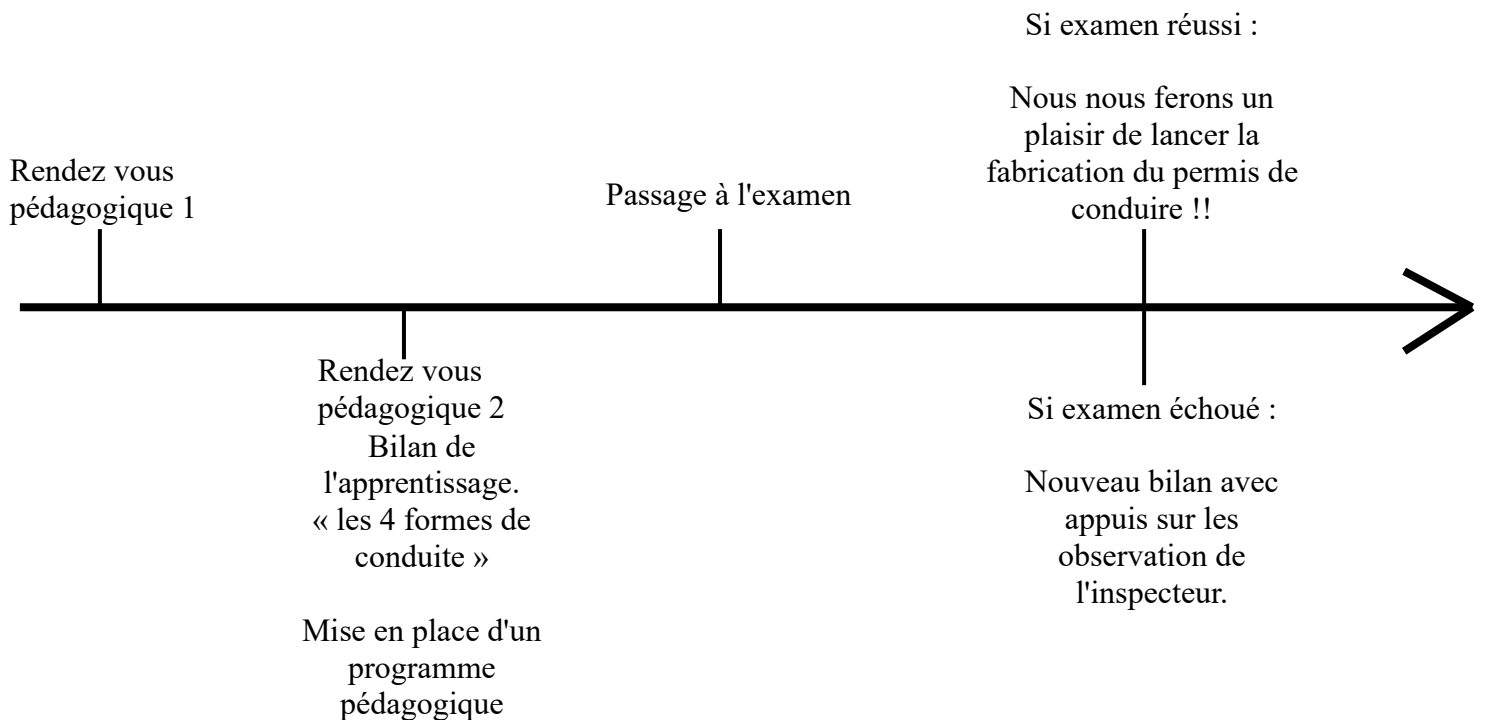 Rendez vous
pédagogique 1
Rendez vous
pédagogique 2
Bilan de
l'apprentissage.
« les 4 formes de
conduite »
Mise en place d'un
programme
pédagogique
Passage à l'examen
Si examen réussi :
Nous nous ferons un
plaisir de lancer la
fabrication du permis de
conduire !!
Si examen échoué :
Nouveau bilan avec
appuis sur les
observation de
l'inspecteur.